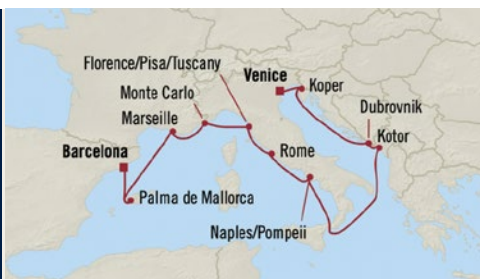 Florence/Pisa/Tuscany
Venice
Koper
Monte Carlo
Dubrovnik
Marseille
Kotor
Barcelona
Rome
Palma de Mallorca
Naples/Pompeii